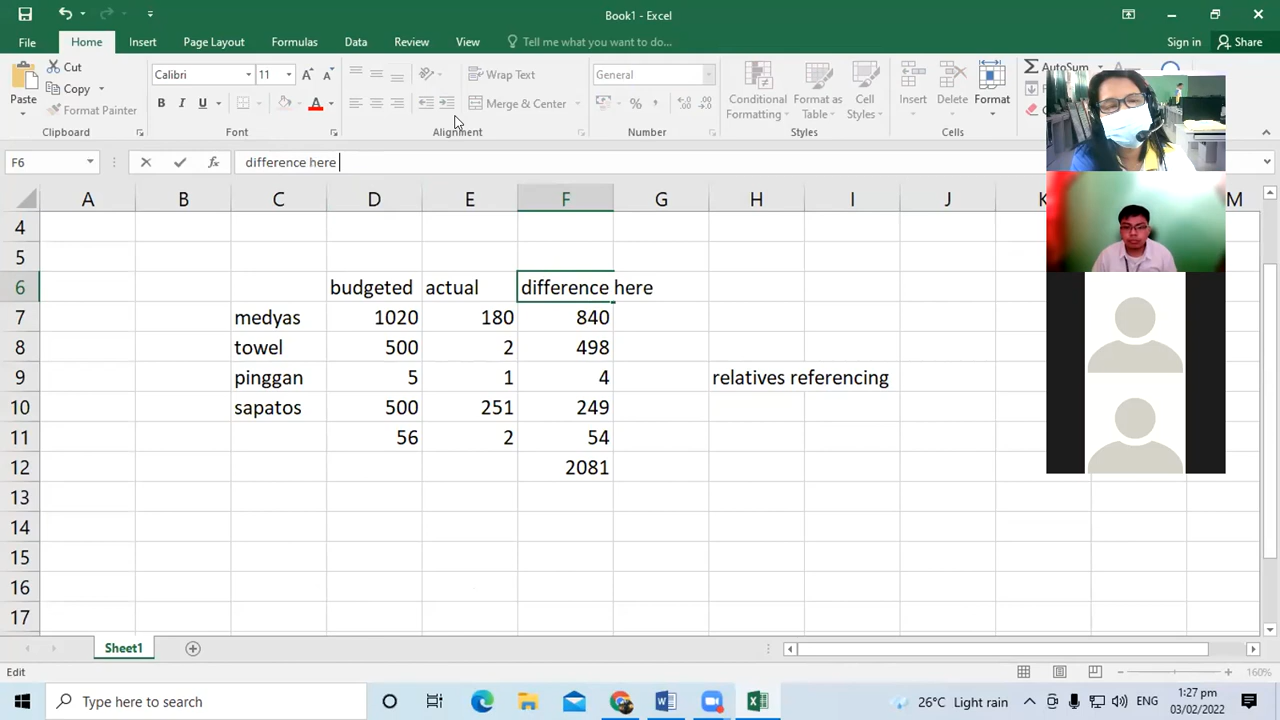 Book1 - Excel
File Home Insert Page Layout Formulas Data Review View Tell me what you want to do... Sign in Share
Paste Cut Copy Format Painter Clipboard
Calibri 11 B I U A Font
Wrap Text Merge & Center Alignment
General % Number
Conditional Formatting Format as Table Cell Styles Styles
Insert Delete Format Cells
AutoSum
F6 fx difference here
A B C D E F G H I J K M
4
5
6 budgeted actual difference here
7 medyas 1020 180 840
8 towel 500 2 498
9 pinggan 5 1 4 relatives referencing
10 sapatos 500 251 249
11 56 2 54
12 2081
13
14
15
16
17
Sheet1
Edit 160%
Type here to search 26°C Light rain ENG 1:27 pm
03/02/2022